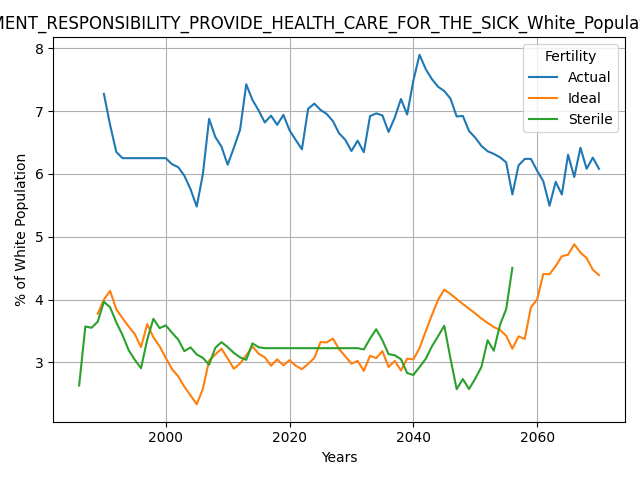 MENT_RESPONSIBILITY_PROVIDE_HEALTH_CARE_FOR_THE_SICK_White_Popula
8
7
6
5
4
3
% of White Population
Fertility
Actual
Ideal
Sterile
2000
2020
2040
2060
Years